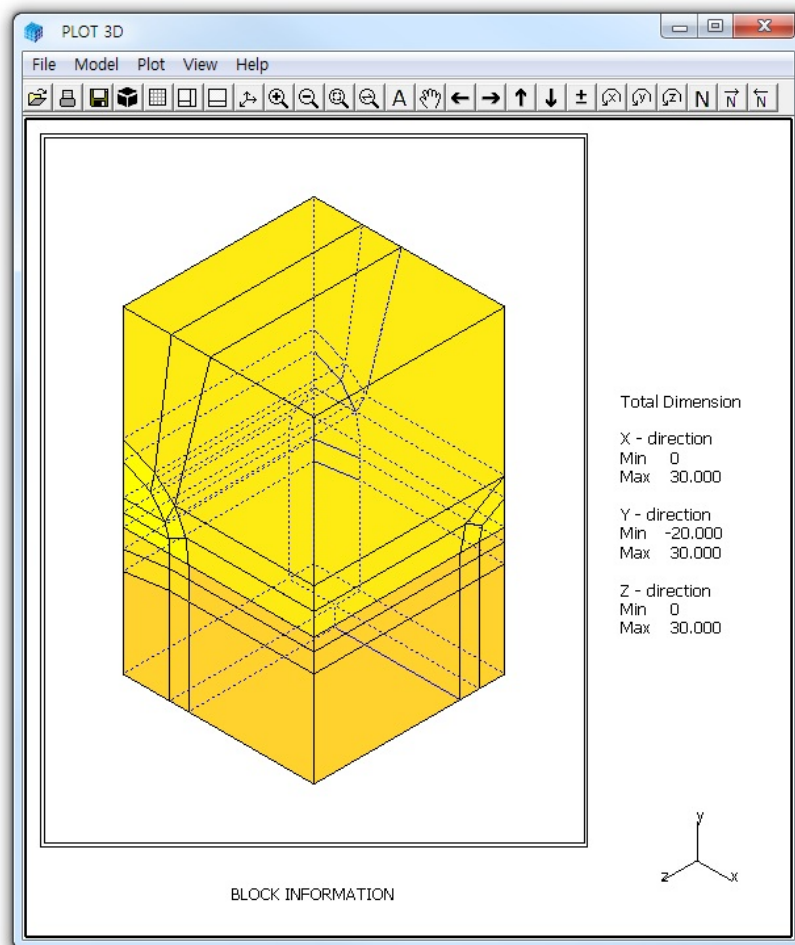 PLOT 3D
File Model Plot View Help
A x y z N N N
Total Dimension
X - direction
Min 0
Max 30.000
Y - direction
Min -20.000
Max 30.000
Z - direction
Min 0
Max 30.000
y
z x
BLOCK INFORMATION